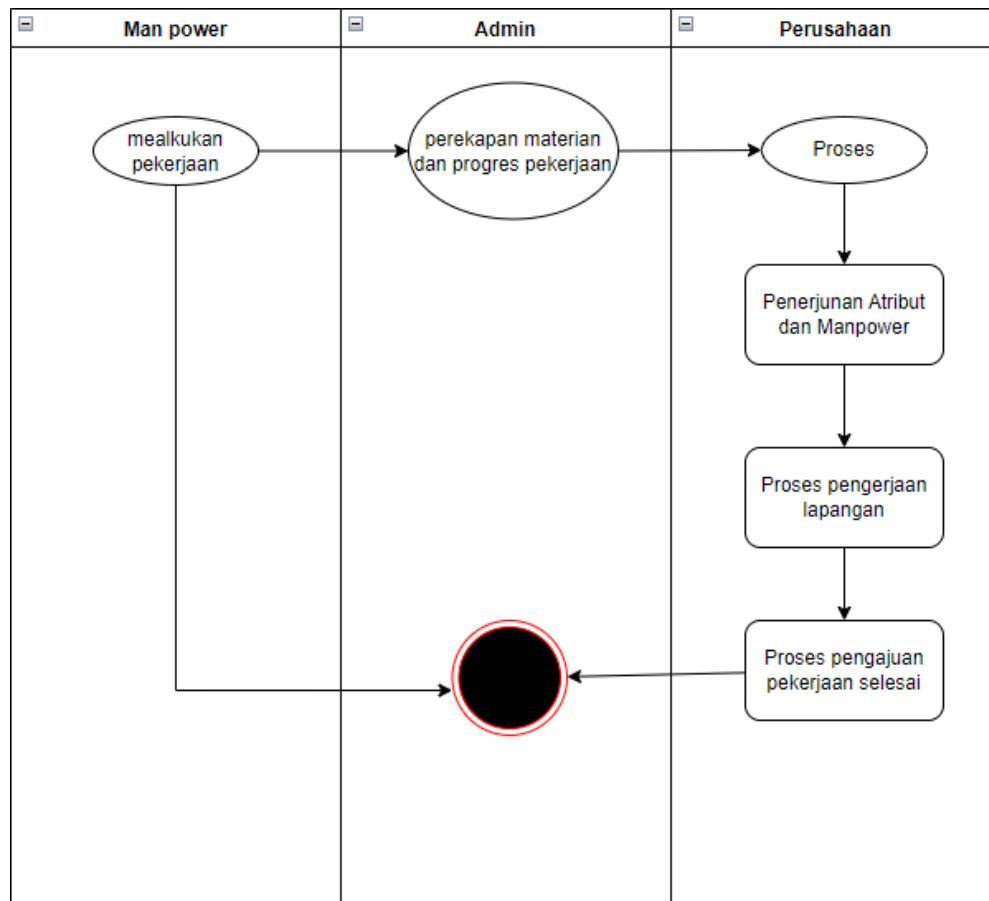 Man power
Admin
Perusahaan
mealkukan
pekerjaan
perekapan materian
dan progres pekerjaan
Proses
Penerjunan Atribut
dan Manpower
Proses pengerjaan
lapangan
Proses pengajuan
pekerjaan selesai